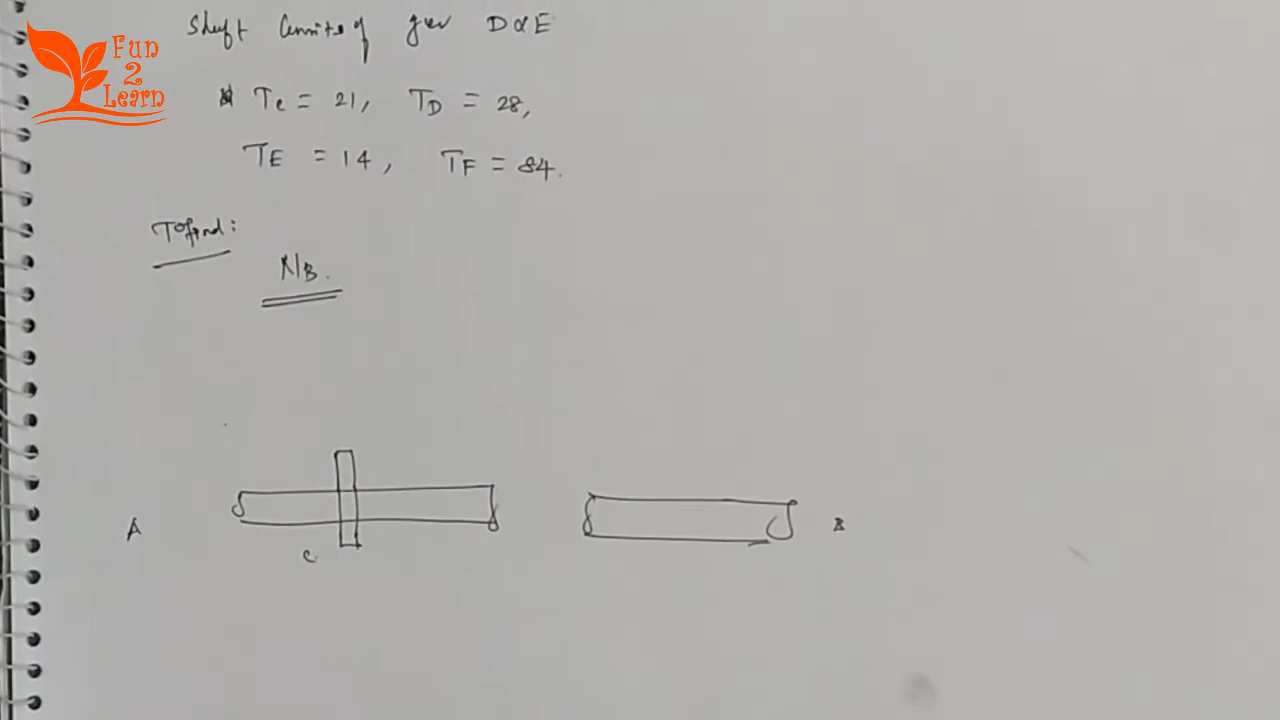 Fun
2
Learn
Shaft Consists of gear D & E
Tc = 21, TD = 28,
TE = 14, TF = 84.
To find:
NB.
A
C
B